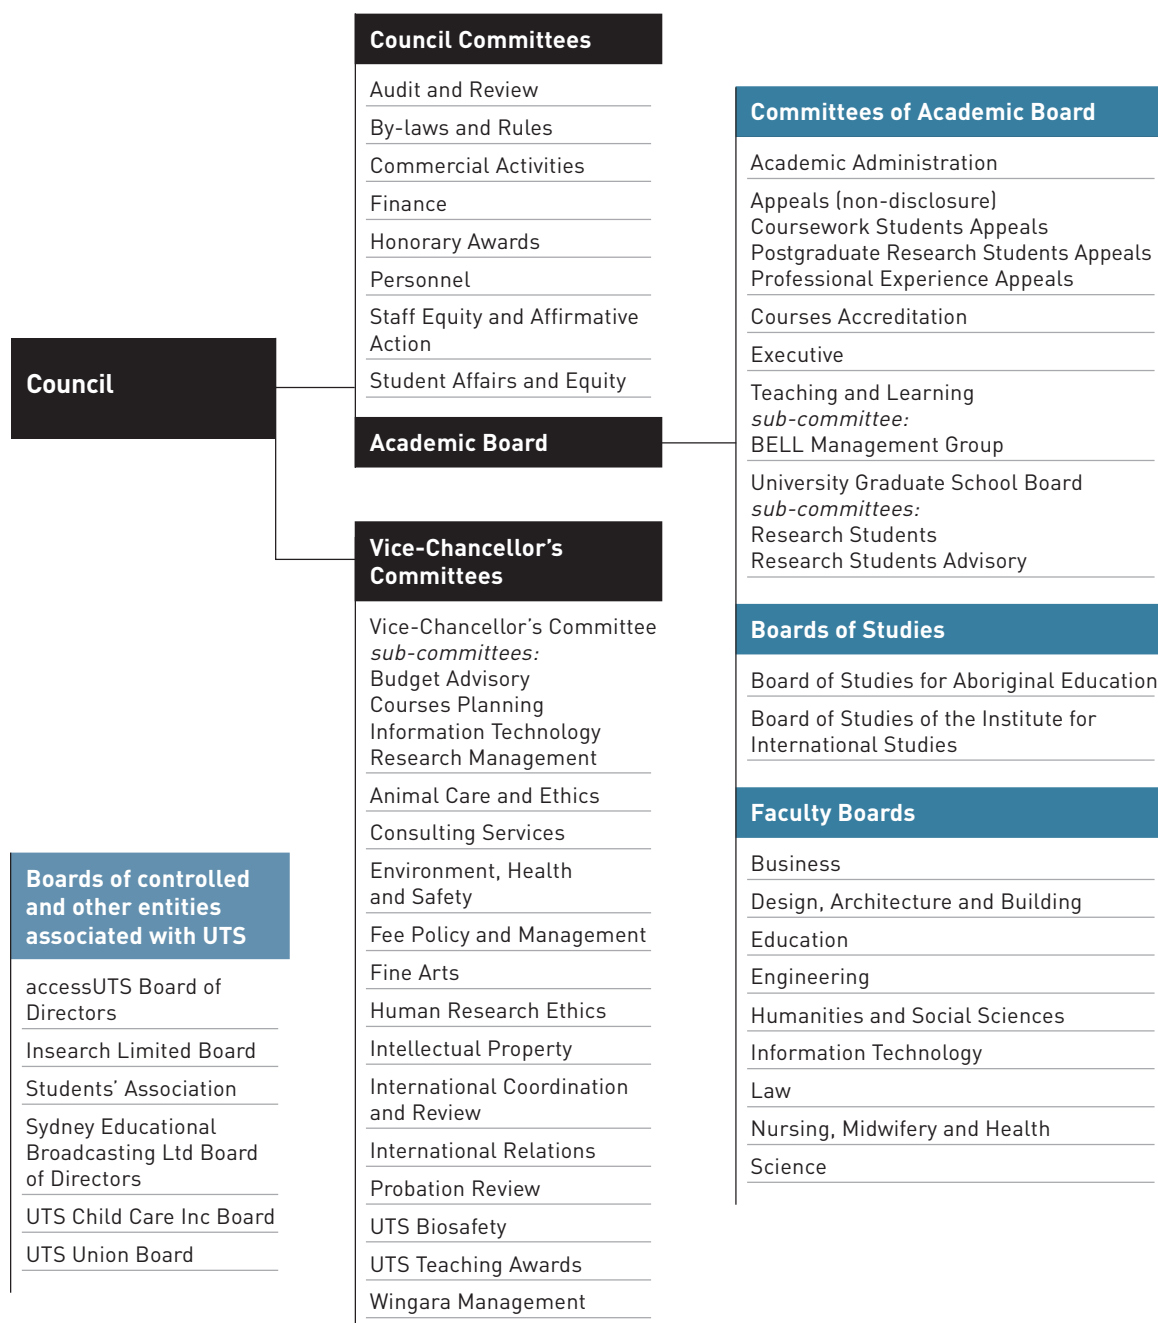 Council
Council Committees
Audit and Review
By-laws and Rules
Commercial Activities
Finance
Honorary Awards
Personnel
Staff Equity and Affirmative
Action
Student Affairs and Equity
Academic Board
Vice-Chancellor's
Committees
Vice-Chancellor's Committee
sub-committees:
Budget Advisory
Courses Planning
Information Technology
Research Management
Animal Care and Ethics
Consulting Services
Environment, Health
and Safety
Fee Policy and Management
Fine Arts
Human Research Ethics
Intellectual Property
International Coordination
and Review
International Relations
Probation Review
UTS Biosafety
UTS Teaching Awards
Wingara Management
Committees of Academic Board
Academic Administration
Appeals (non-disclosure)
Coursework Students Appeals
Postgraduate Research Students Appeals
Professional Experience Appeals
Courses Accreditation
Executive
Teaching and Learning
sub-committee:
BELL Management Group
University Graduate School Board
sub-committees:
Research Students
Research Students Advisory
Boards of Studies
Board of Studies for Aboriginal Education
Board of Studies of the Institute for
International Studies
Faculty Boards
Business
Design, Architecture and Building
Education
Engineering
Humanities and Social Sciences
Information Technology
Law
Nursing, Midwifery and Health
Science
Boards of controlled
and other entities
associated with UTS
accessUTS Board of
Directors
Insearch Limited Board
Students' Association
Sydney Educational
Broadcasting Ltd Board
of Directors
UTS Child Care Inc Board
UTS Union Board